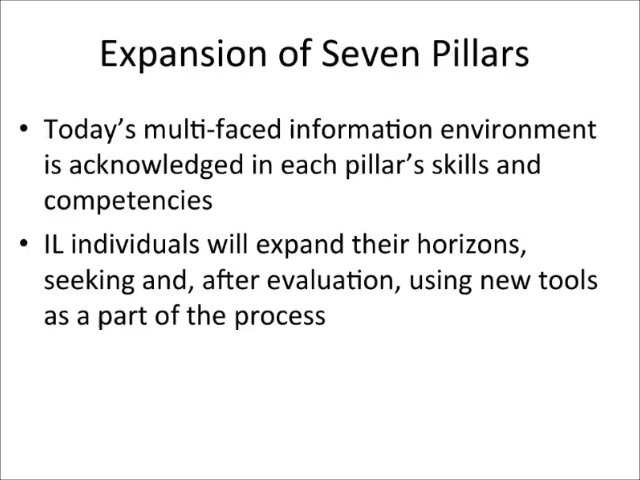 Expansion of Seven Pillars
• Today's multi-faced information environment
is acknowledged in each pillar's skills and
competencies
• IL individuals will expand their horizons,
seeking and, after evaluation, using new tools
as a part of the process